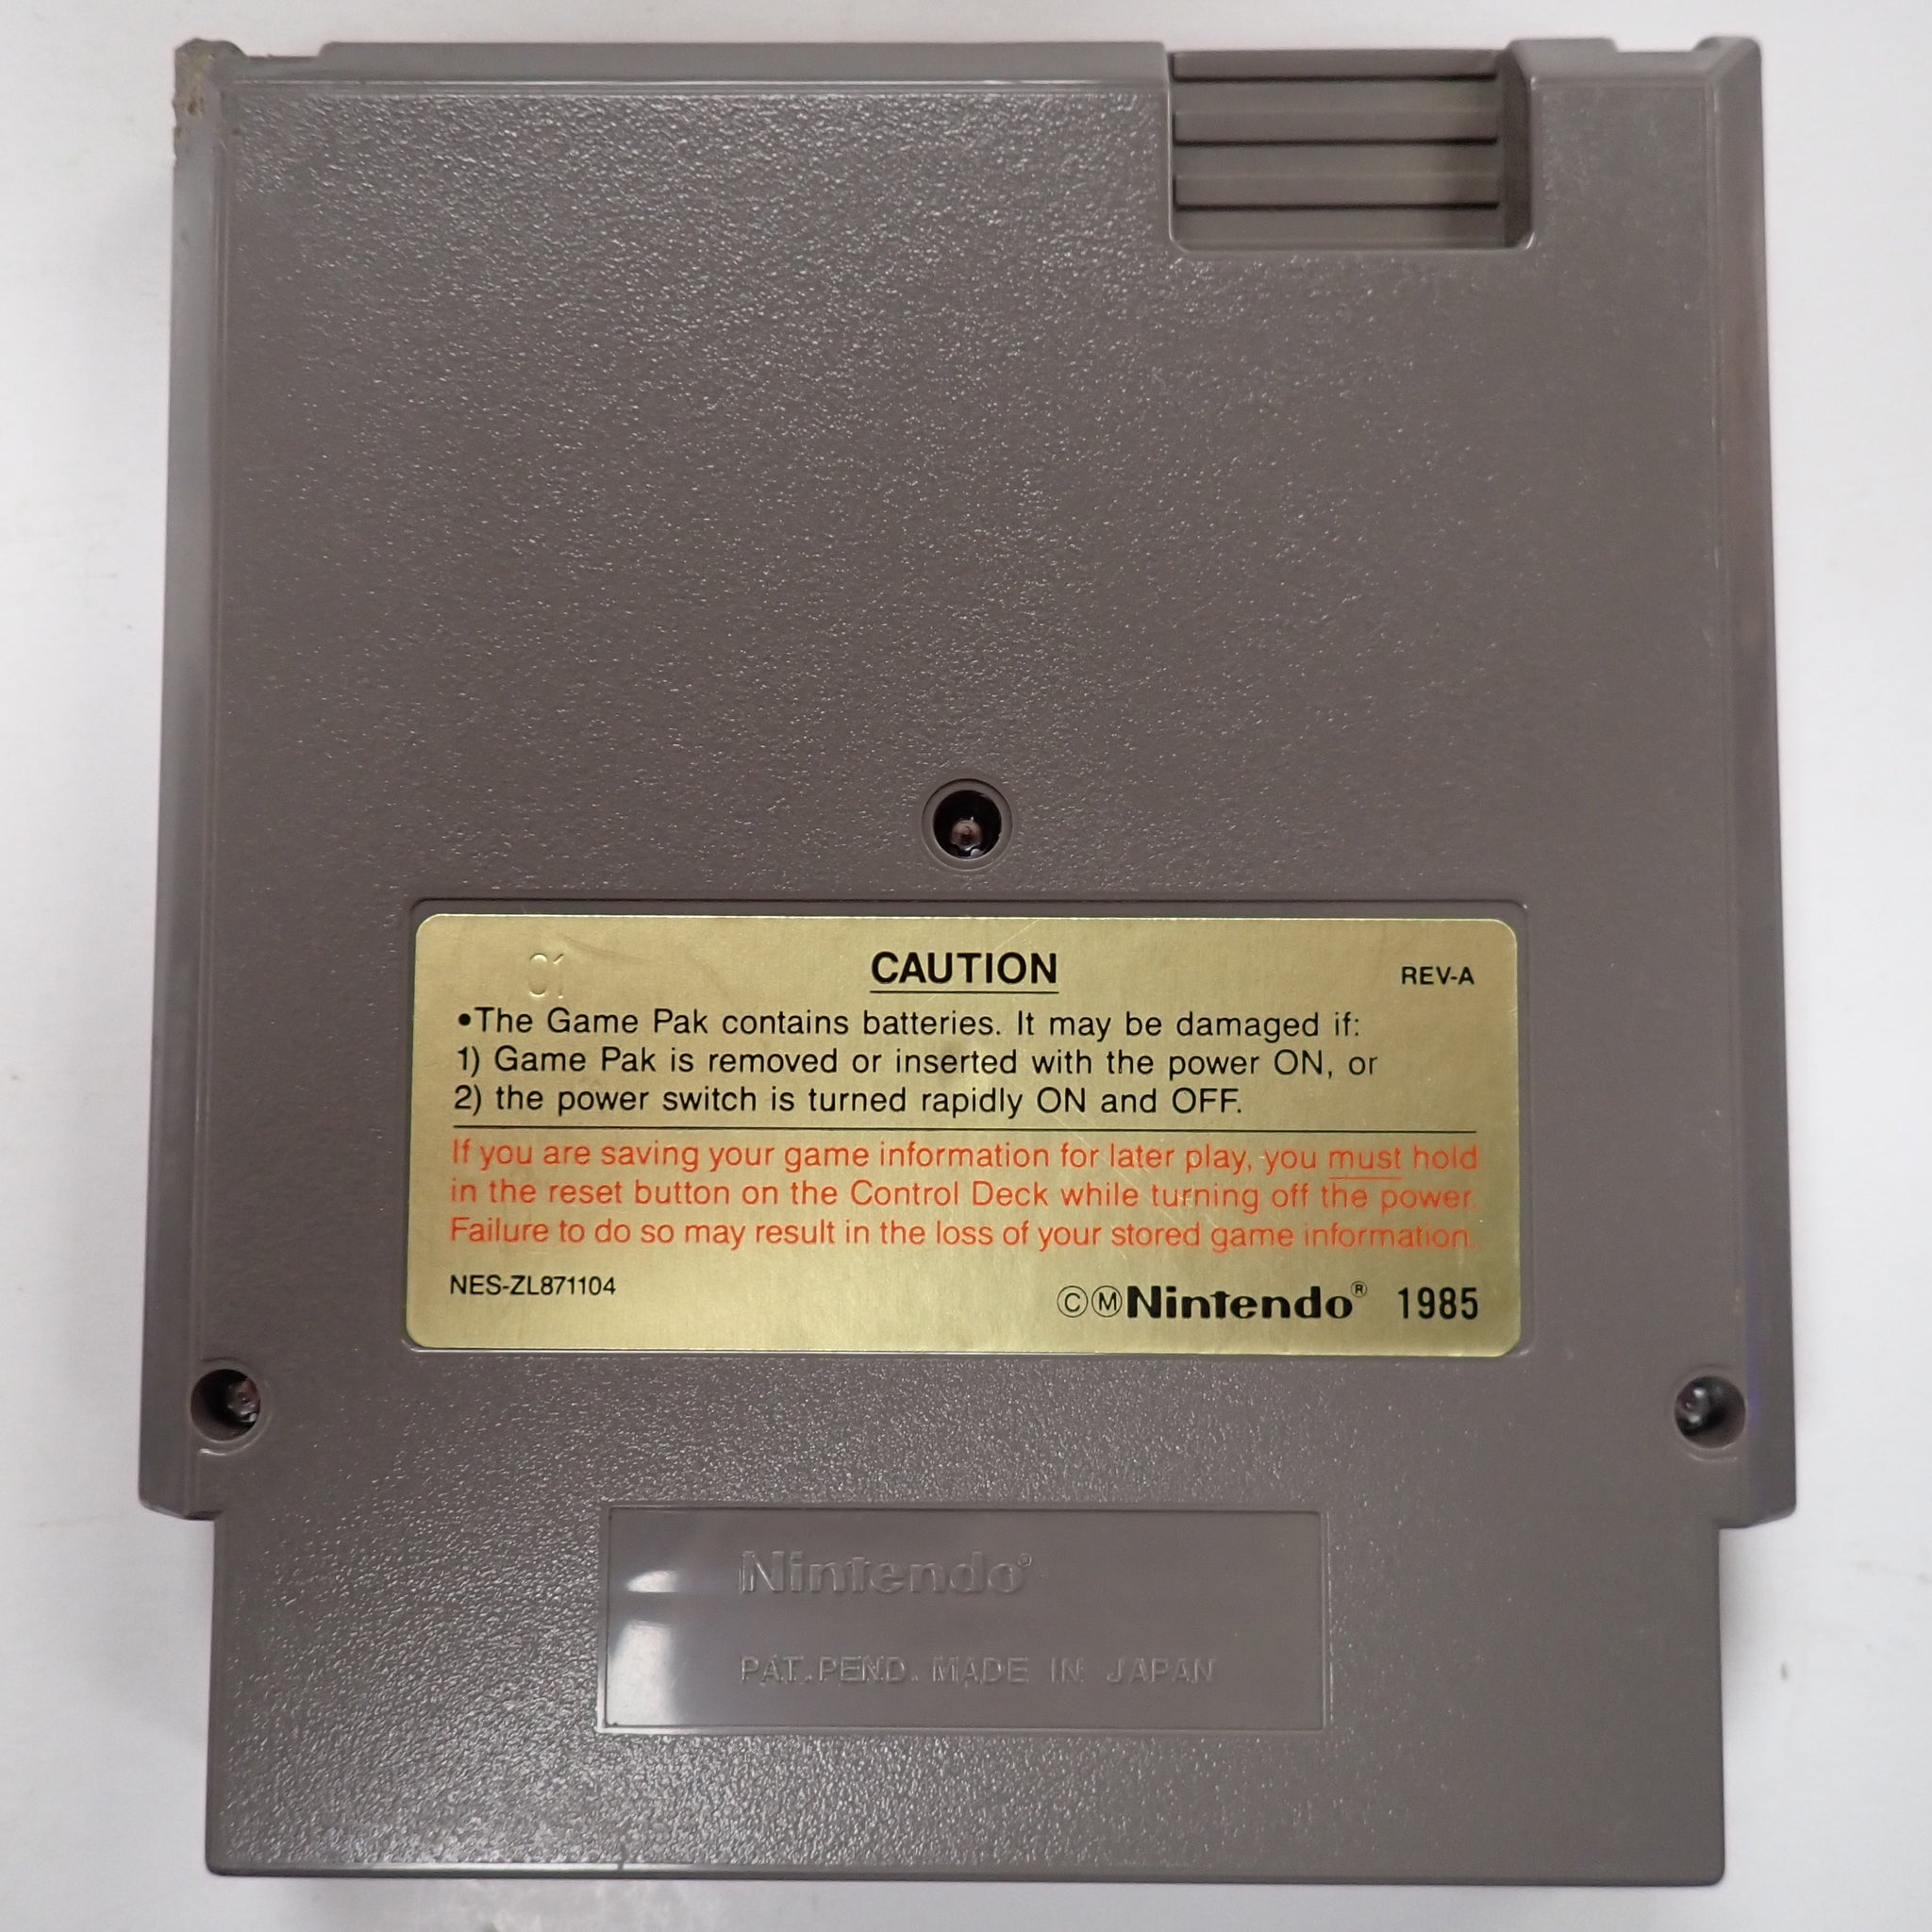 01
CAUTION
REV-A
•The Game Pak contains batteries. It may be damaged if:
1) Game Pak is removed or inserted with the power ON, or
2) the power switch is turned rapidly ON and OFF.
If you are saving your game information for later play, you must hold
in the reset button on the Control Deck while turning off the power.
Failure to do so may result in the loss of your stored game information.
NES-ZL871104
ⒸⓂNintendo® 1985
Nintendo®
PAT.PEND. MADE IN JAPAN